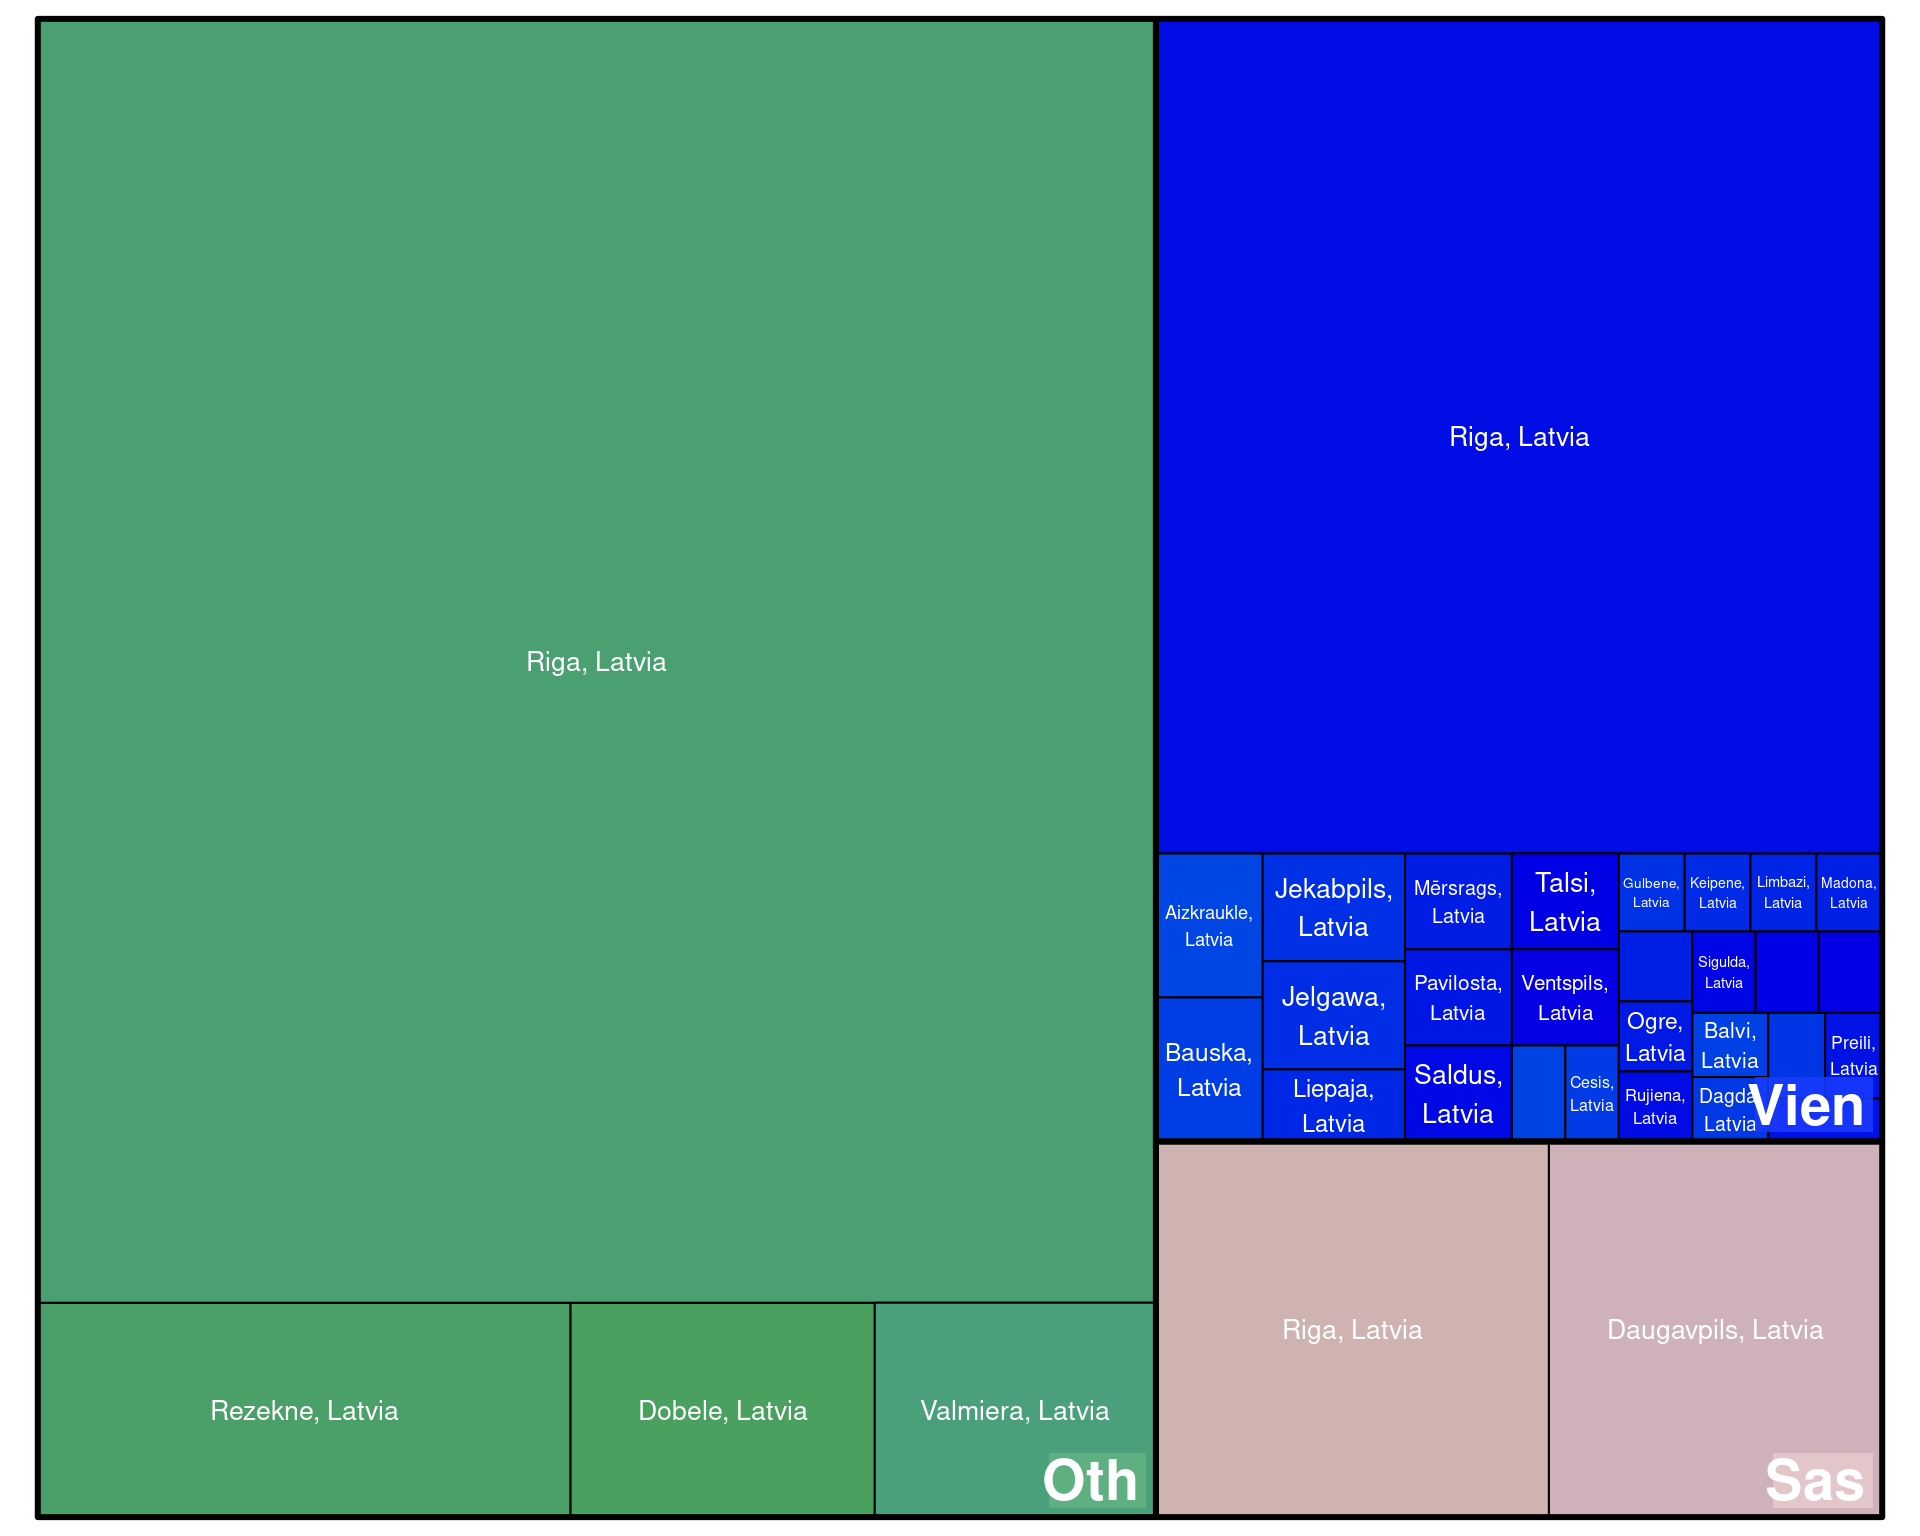 Riga, Latvia
Rezekne, Latvia
Dobele, Latvia
Valmiera, Latvia
Oth
Riga, Latvia
Aizkraukle,
Latvia
Bauska,
Latvia
Jekabpils,
Latvia
Jelgawa,
Latvia
Liepaja,
Latvia
Mērsrags,
Latvia
Pavilosta,
Latvia
Saldus,
Latvia
Talsi,
Latvia
Ventspils,
Latvia
Cesis,
Latvia
Gulbene,
Latvia
Keipene,
Latvia
Limbazi,
Latvia
Madona,
Latvia
Ogre,
Latvia
Rujiena,
Latvia
Sigulda,
Latvia
Balvi,
Latvia
Dagda
Latvia
Preili,
Latvia
Vien
Riga, Latvia
Daugavpils, Latvia
Sas